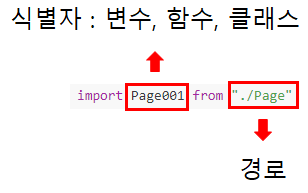 식별자 : 변수, 함수, 클래스
import Page001 from "./Page"
경로